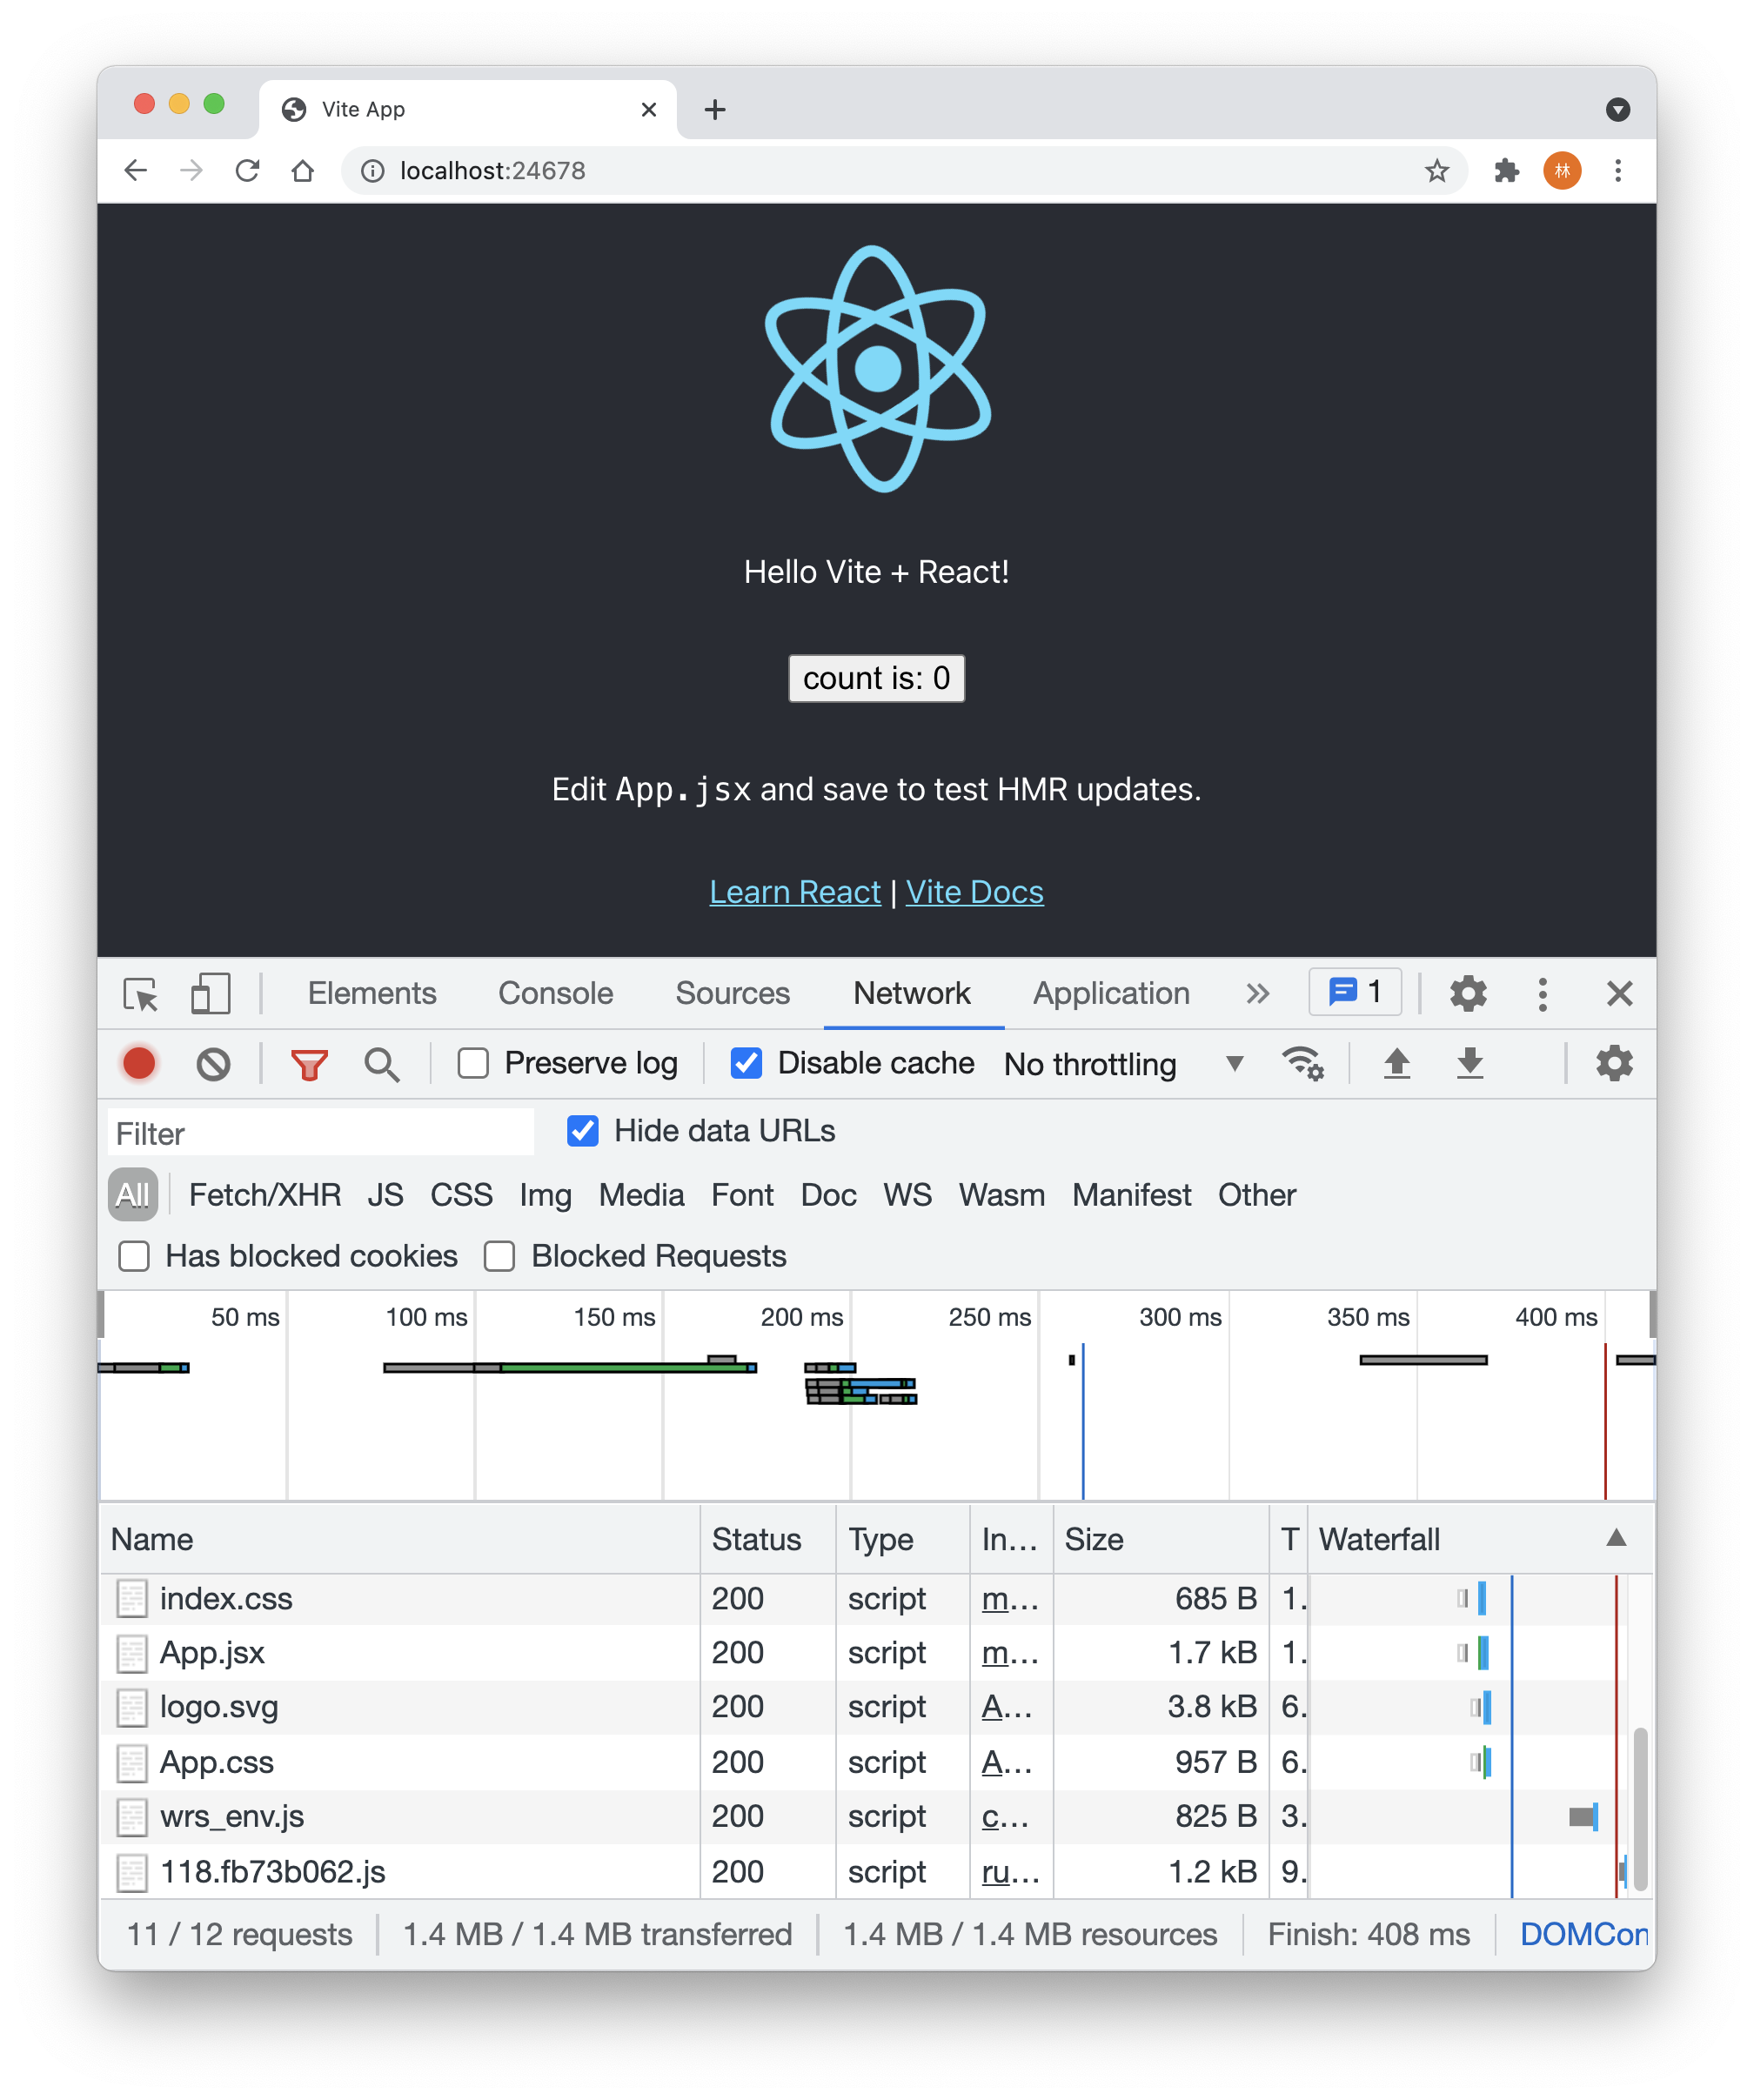 Vite App
localhost:24678
林
Hello Vite + React!
count is: 0
Edit App.jsx and save to test HMR updates.
Learn React | Vite Docs
Elements Console Sources Network Application 1
Preserve log Disable cache No throttling
Filter Hide data URLs
All Fetch/XHR JS CSS Img Media Font Doc WS Wasm Manifest Other
Has blocked cookies Blocked Requests
50 ms 100 ms 150 ms 200 ms 250 ms 300 ms 350 ms 400 ms
Name Status Type In... Size T Waterfall
index.css 200 script m... 685 B 1.
App.jsx 200 script m... 1.7 kB 1.
logo.svg 200 script A... 3.8 kB 6.
App.css 200 script A... 957 B 6.
wrs_env.js 200 script c... 825 B 3.
118.fb73b062.js 200 script ru... 1.2 kB 9.
11 / 12 requests 1.4 MB / 1.4 MB transferred 1.4 MB / 1.4 MB resources Finish: 408 ms DOMCon